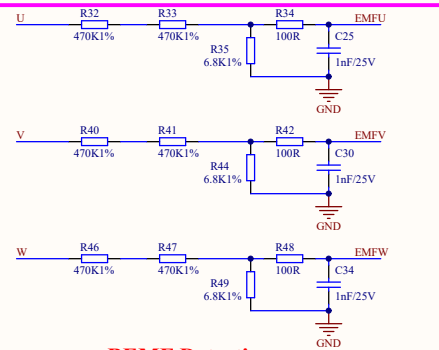 U R32 R33 R34 EMFU
470K1% 470K1% R35 100R C25
6.8K1% 1nF/25V
GND
V R40 R41 R42 EMFV
470K1% 470K1% R44 100R C30
6.8K1% 1nF/25V
GND
W R46 R47 R48 EMFW
470K1% 470K1% R49 100R C34
6.8K1% 1nF/25V
GND